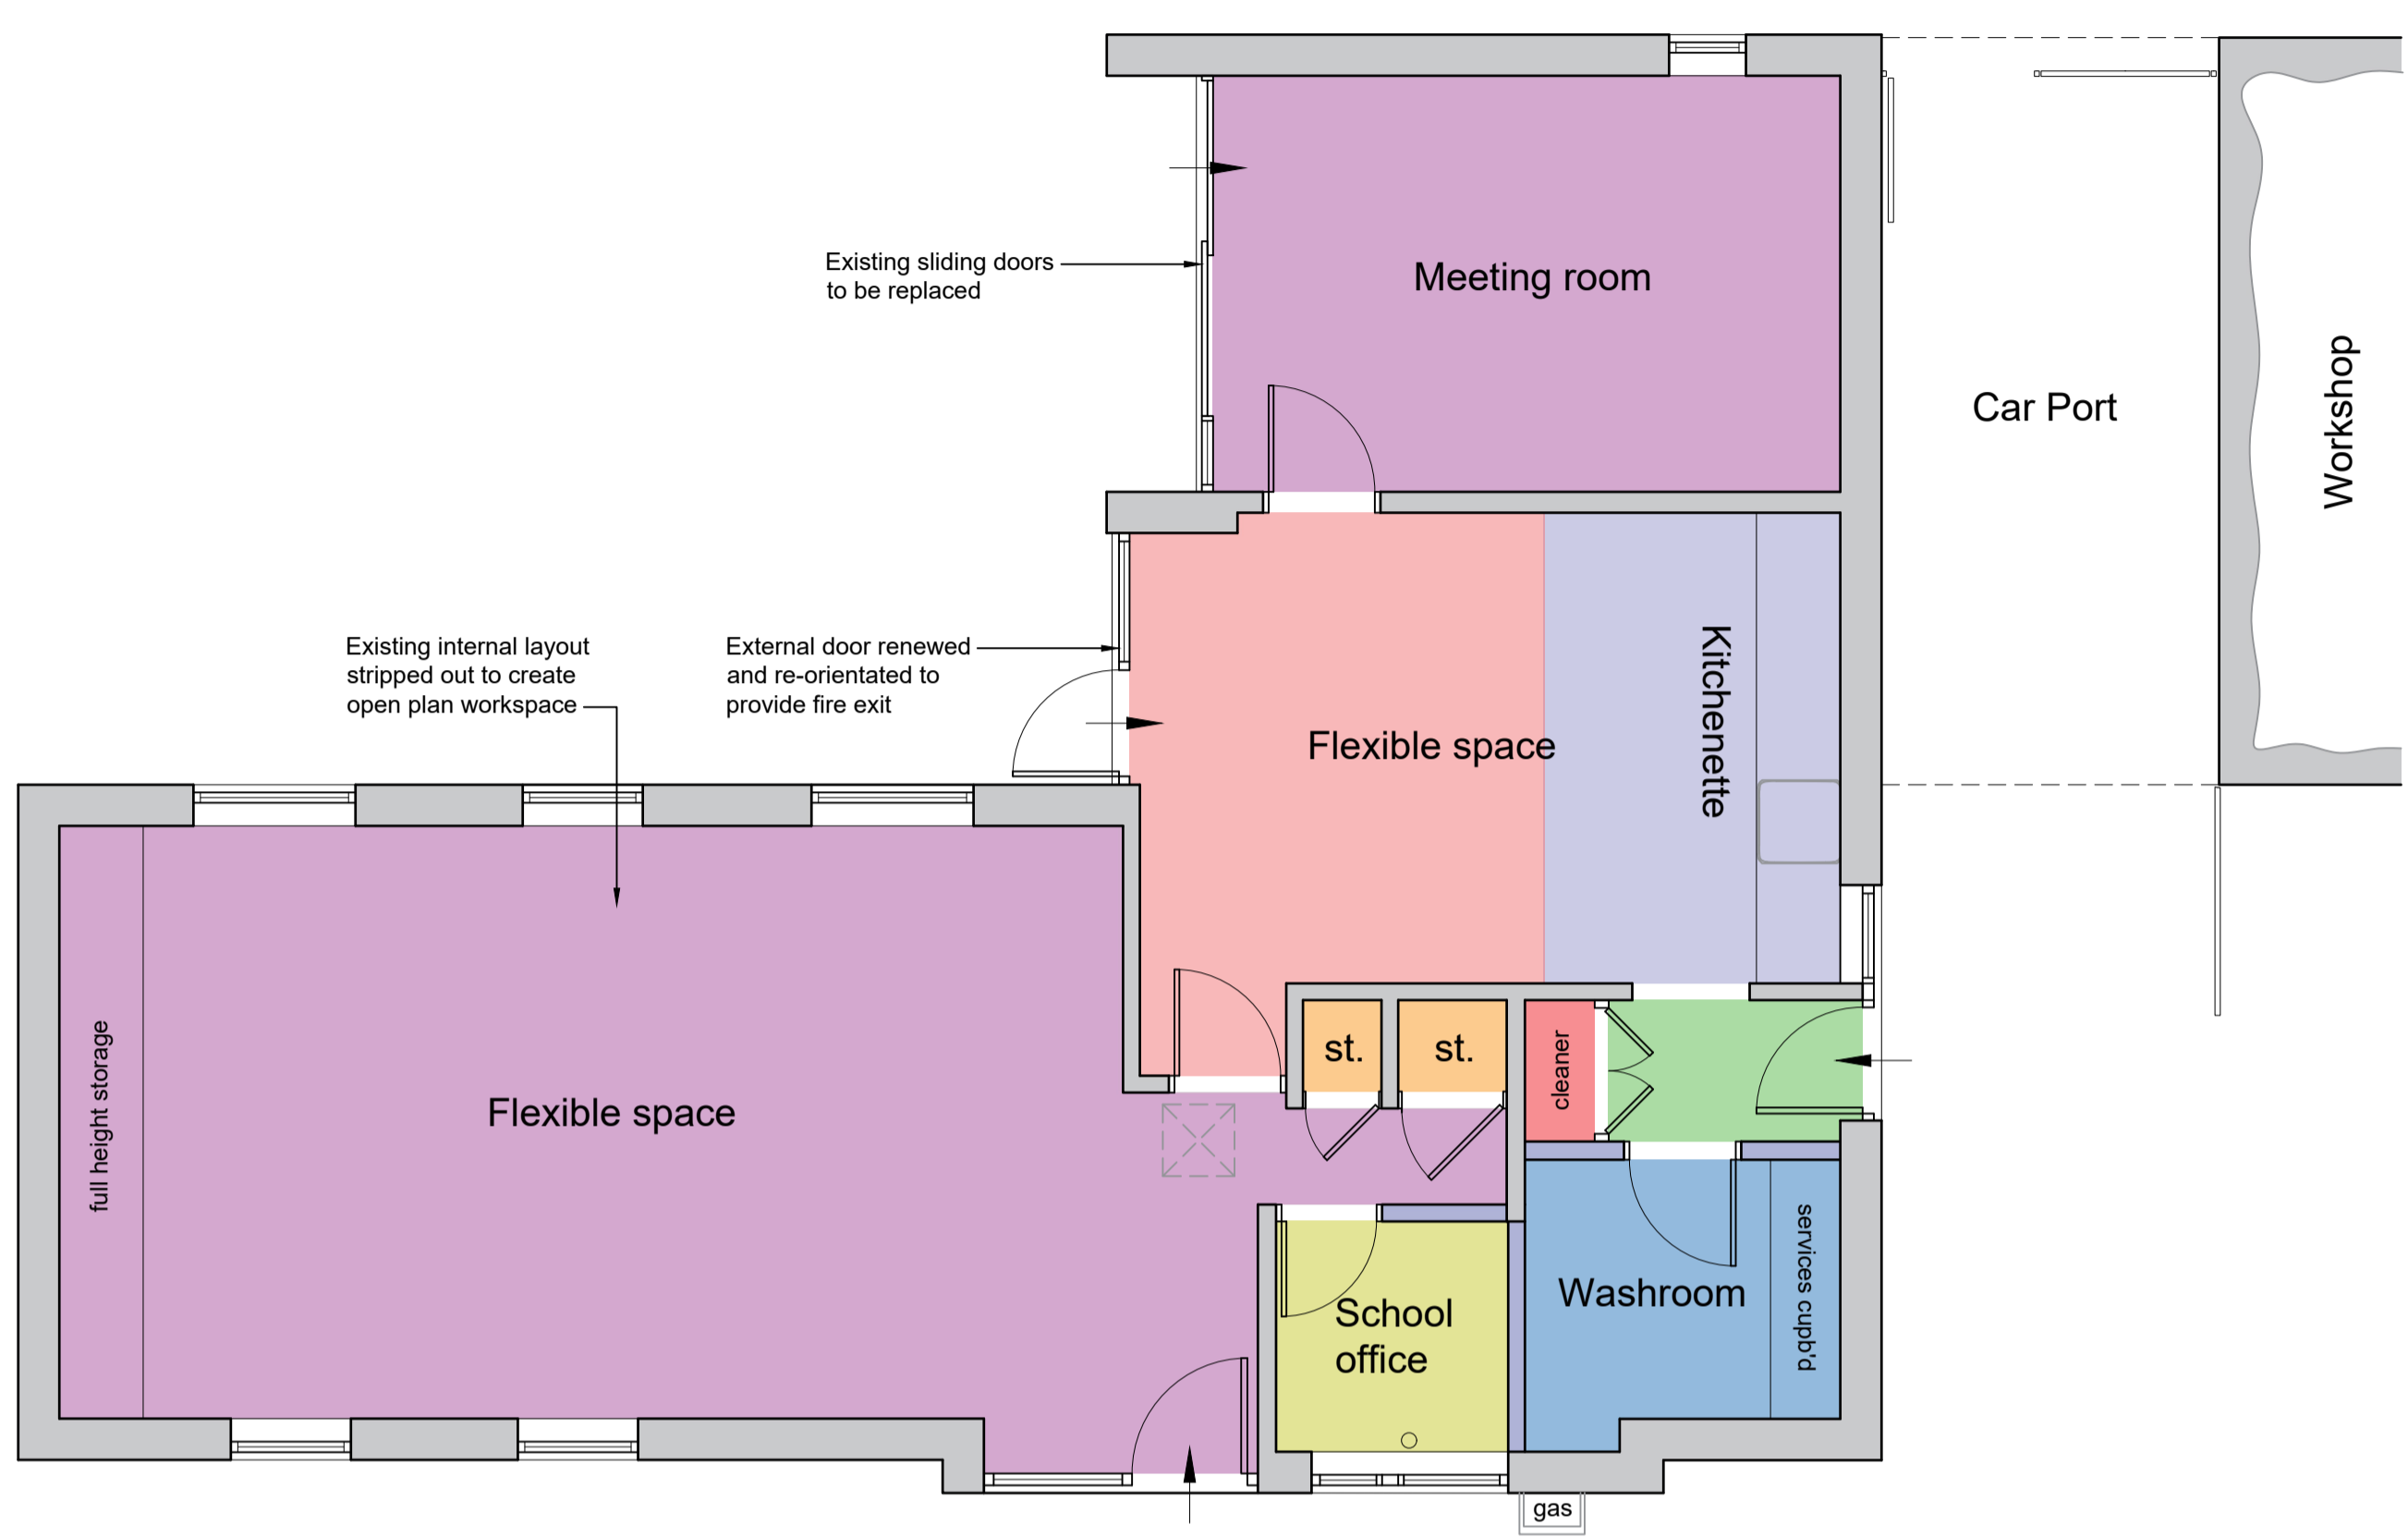 Existing sliding doors
to be replaced
Meeting room
Car Port
Workshop
Existing internal layout
stripped out to create
open plan workspace
External door renewed
and re-orientated to
provide fire exit
Flexible space
Kitchenette
full height storage
Flexible space
st.
st.
cleaner
School
office
Washroom
services cupb'd
gas